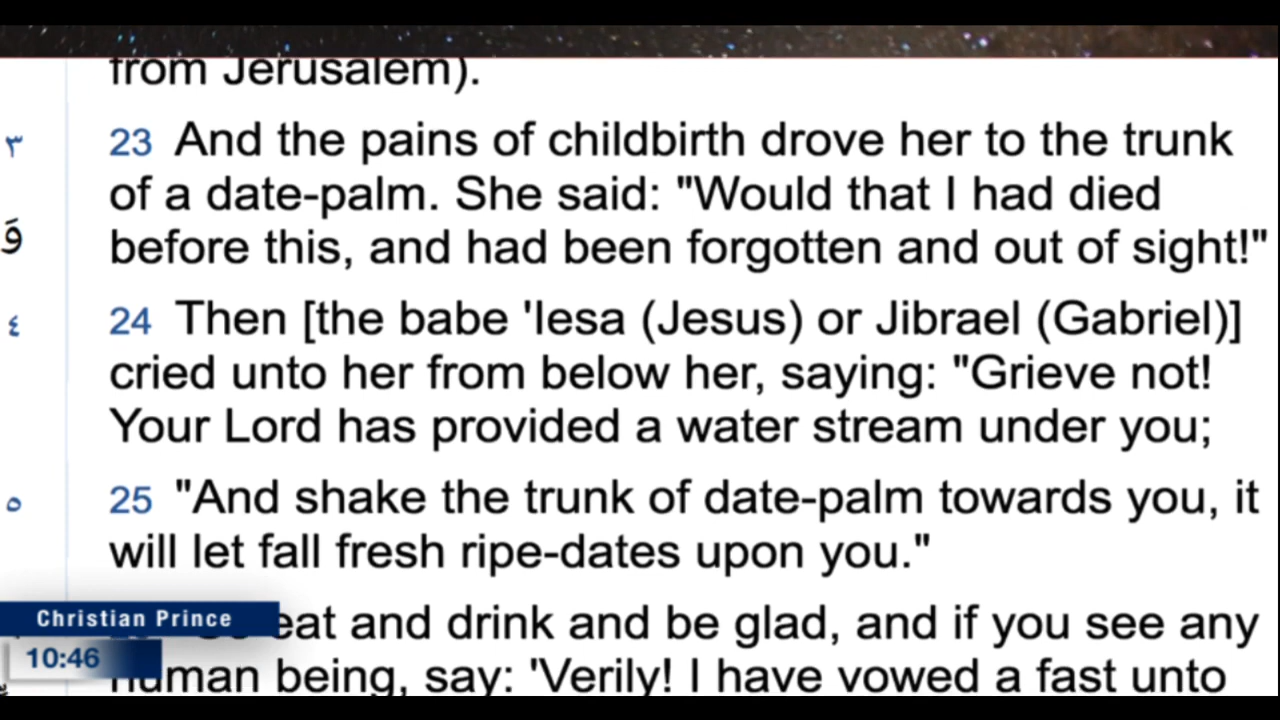 from Jerusalem).
٣ 23 And the pains of childbirth drove her to the trunk
of a date-palm. She said: "Would that I had died
وَ before this, and had been forgotten and out of sight!"
٤ 24 Then [the babe 'Iesa (Jesus) or Jibrael (Gabriel)]
cried unto her from below her, saying: "Grieve not!
Your Lord has provided a water stream under you;
٥ 25 "And shake the trunk of date-palm towards you, it
will let fall fresh ripe-dates upon you."
eat and drink and be glad, and if you see any
human being, say: 'Verily! I have vowed a fast unto
Christian Prince
10:46